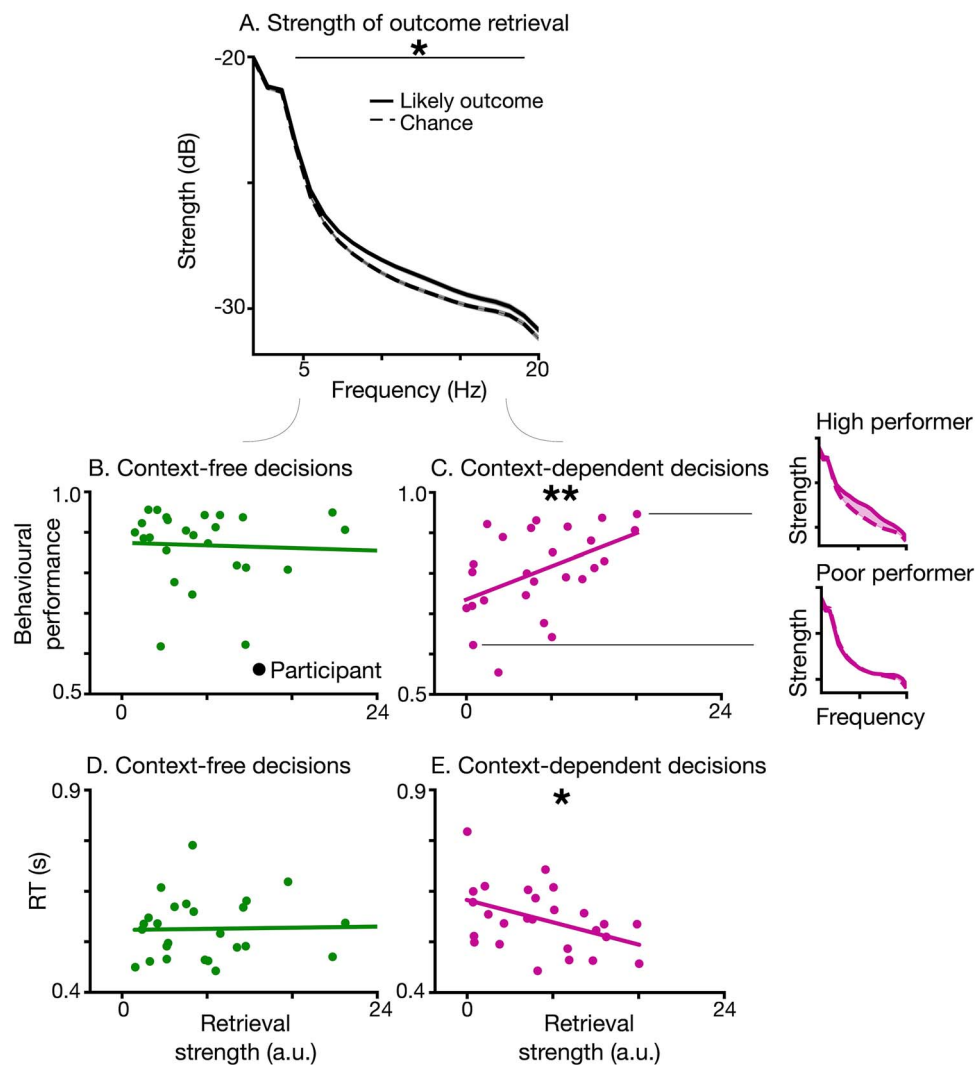 A. Strength of outcome retrieval
*
-20
Likely outcome
Chance
Strength (dB)
-30
5
20
Frequency (Hz)
High performer
Strength
B. Context-free decisions
C. Context-dependent decisions
**
1.0
1.0
Behavioural
performance
Participant
0.5
0.5
0
24
0
24
Poor performer
Strength
Frequency
D. Context-free decisions
E. Context-dependent decisions
*
0.9
0.9
RT (s)
0.4
0.4
0
24
0
24
Retrieval
strength (a.u.)
Retrieval
strength (a.u.)